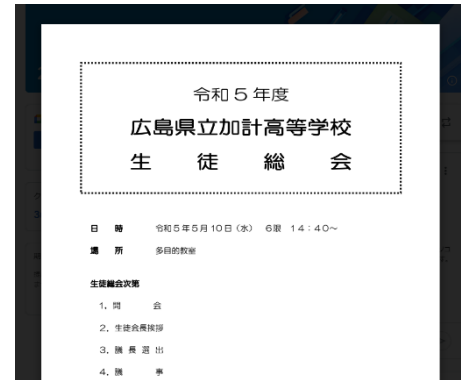 令和５年度
広島県立加計高等学校
生 徒 総 会
日 時 令和５年５月10日（水） 6限 14：40～
場 所 多目的教室
生徒総会次第
1．開 会
2．生徒会長挨拶
3．議 長 選 出
4．議 事